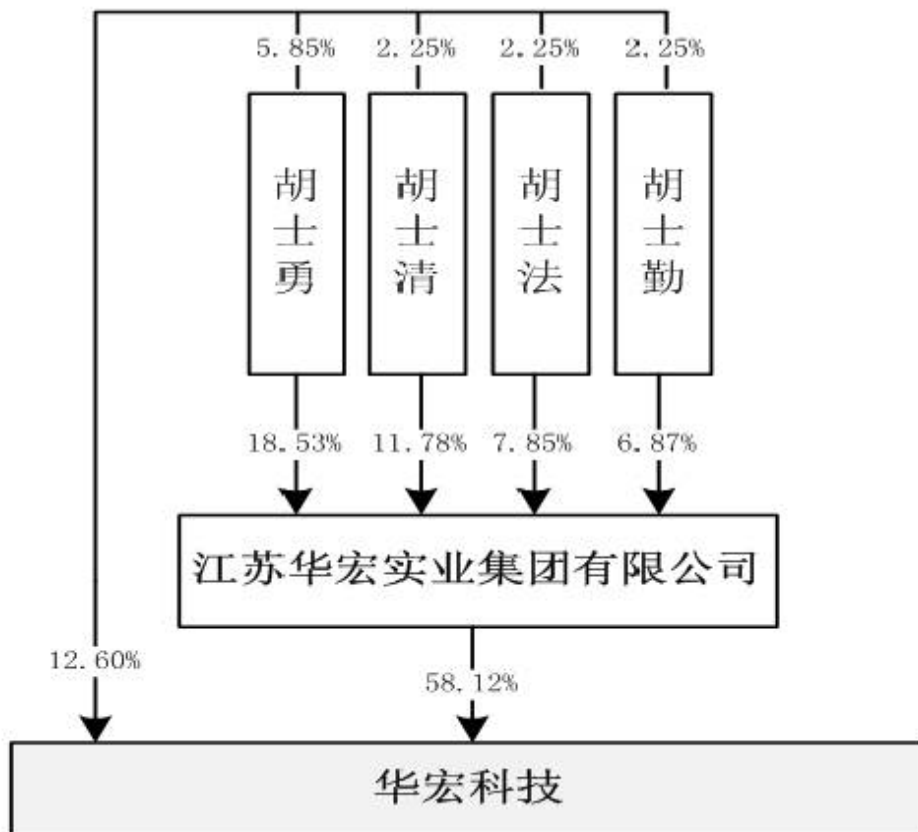 5.85% 2.25% 2.25% 2.25%
胡士勇
胡士清
胡士法
胡士勤
18.53% 11.78% 7.85% 6.87%
江苏华宏实业集团有限公司
12.60%
58.12%
华宏科技